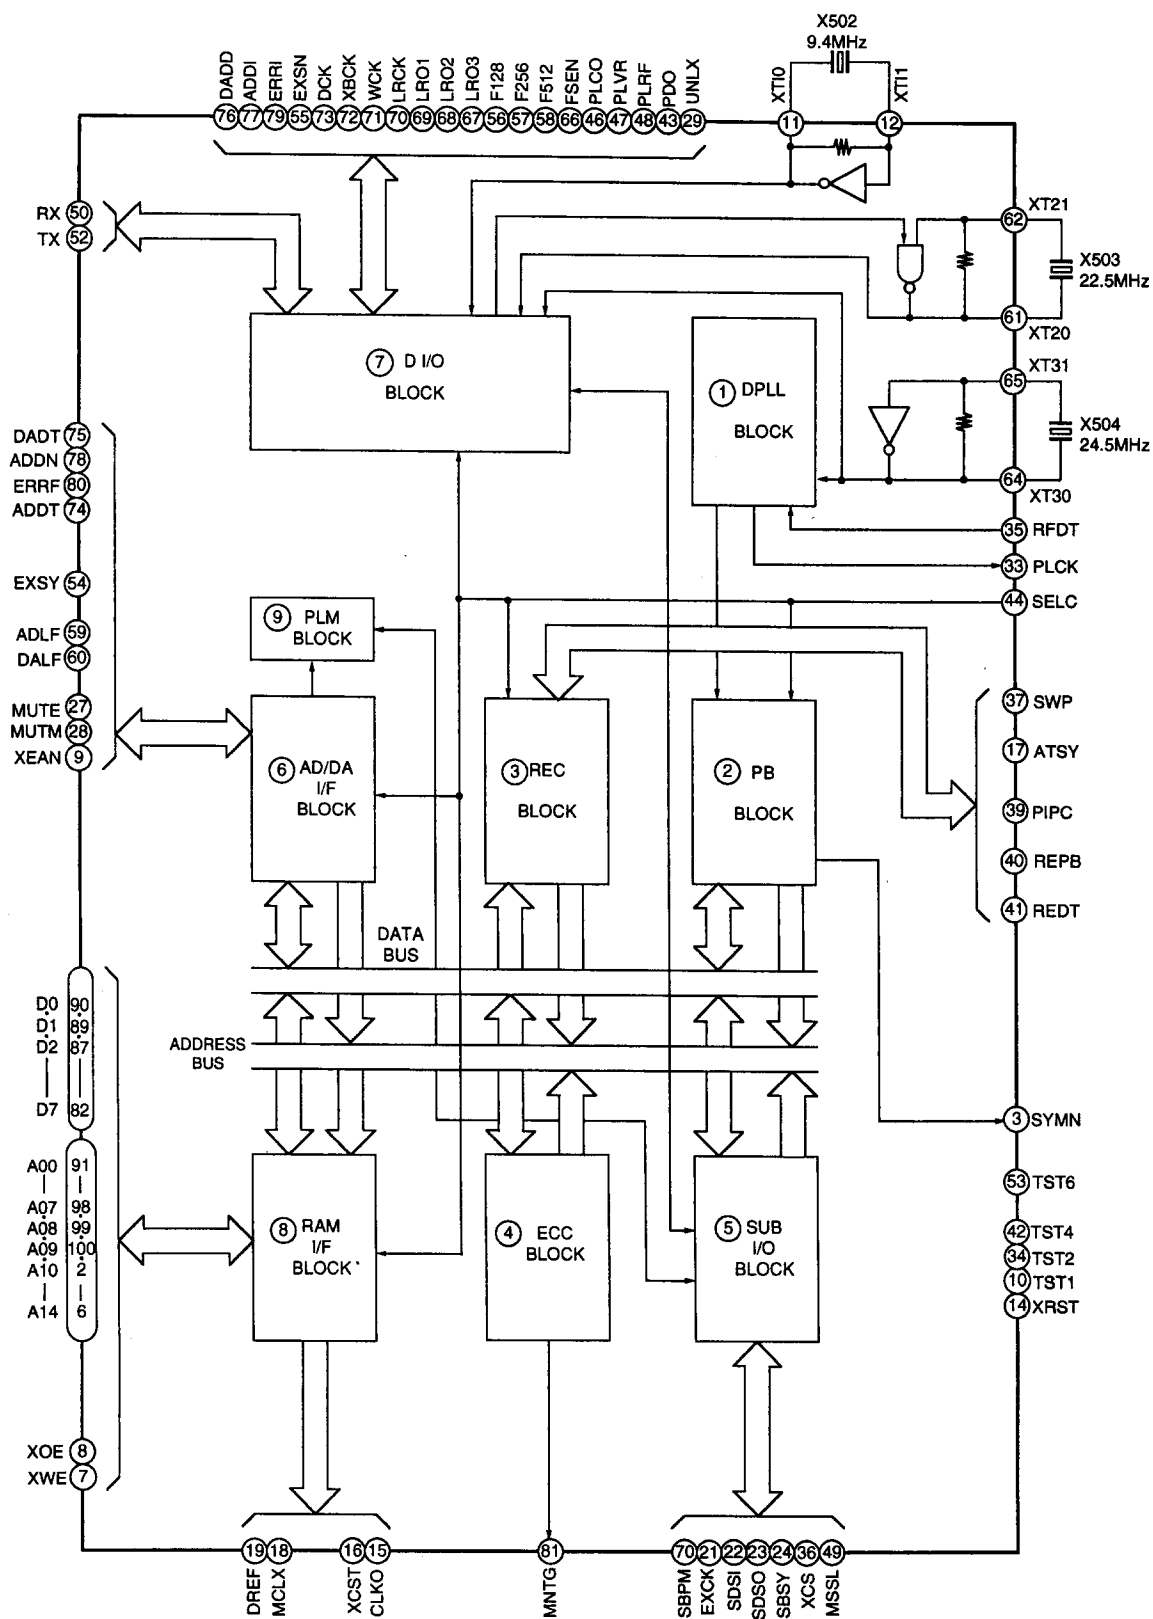 X502
9.4MHz
XTI0
XTI1
11
12
DADD
ADDI
ERRI
EXSN
DCK
XBCK
WCK
LRCK
LRO1
LRO2
LRO3
F128
F256
F512
FSEN
PLCO
PLVR
PLRF
PDO
UNLX
76 77 79 55 73 72 71 70 69 68 67 56 57 58 66 46 47 48 43 29
RX 50
TX 52
XT21
62
X503
22.5MHz
61
XT20
XT31
65
X504
24.5MHz
64
XT30
7 D I/O
BLOCK
1 DPLL
BLOCK
DADT 75
ADDN 78
ERRF 80
ADDT 74
EXSY 54
ADLF 59
DALF 60
MUTE 27
MUTM 28
XEAN 9
35 RFDT
33 PLCK
44 SELC
9 PLM
BLOCK
6 AD/DA
I/F
BLOCK
3 REC
BLOCK
2 PB
BLOCK
37 SWP
17 ATSY
39 PIPC
40 REPB
41 REDT
DATA
BUS
ADDRESS
BUS
D0 90
D1 89
D2 87
D7 82
A00 91
A07 98
A08 99
A09 100
A10 2
A14 6
XOE 8
XWE 7
8 RAM
I/F
BLOCK
4 ECC
BLOCK
5 SUB
I/O
BLOCK
3 SYMN
53 TST6
42 TST4
34 TST2
10 TST1
14 XRST
19 18 16 15 81 70 21 22 23 24 36 49
DREF
MCLX
XCST
CLKO
MNTG
SBPM
EXCK
SDSI
SDSO
SBSY
XCS
MSSL